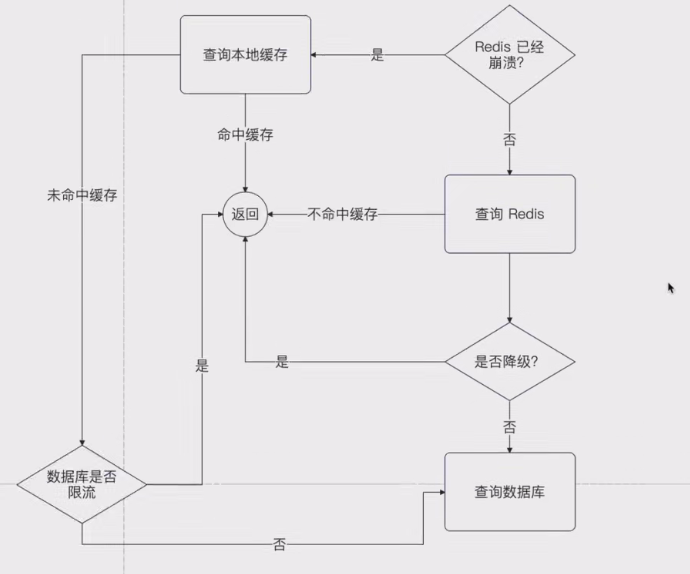 查询本地缓存
是
Redis 已经
崩溃?
命中缓存
否
未命中缓存
返回
不命中缓存
查询 Redis
是
是
是否降级?
否
数据库是否
限流
查询数据库
否